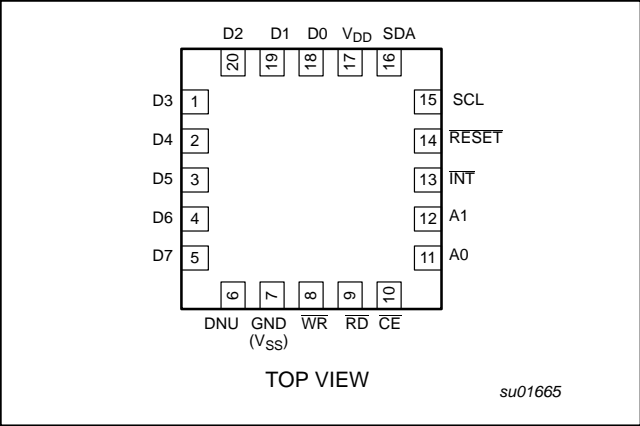 D2 D1 D0 VDD SDA
20 19 18 17 16
D3 1 15 SCL
D4 2 14 RESET
D5 3 13 INT
D6 4 12 A1
D7 5 11 A0
6 7 8 9 10
DNU GND WR RD CE
(VSS)
TOP VIEW
su01665